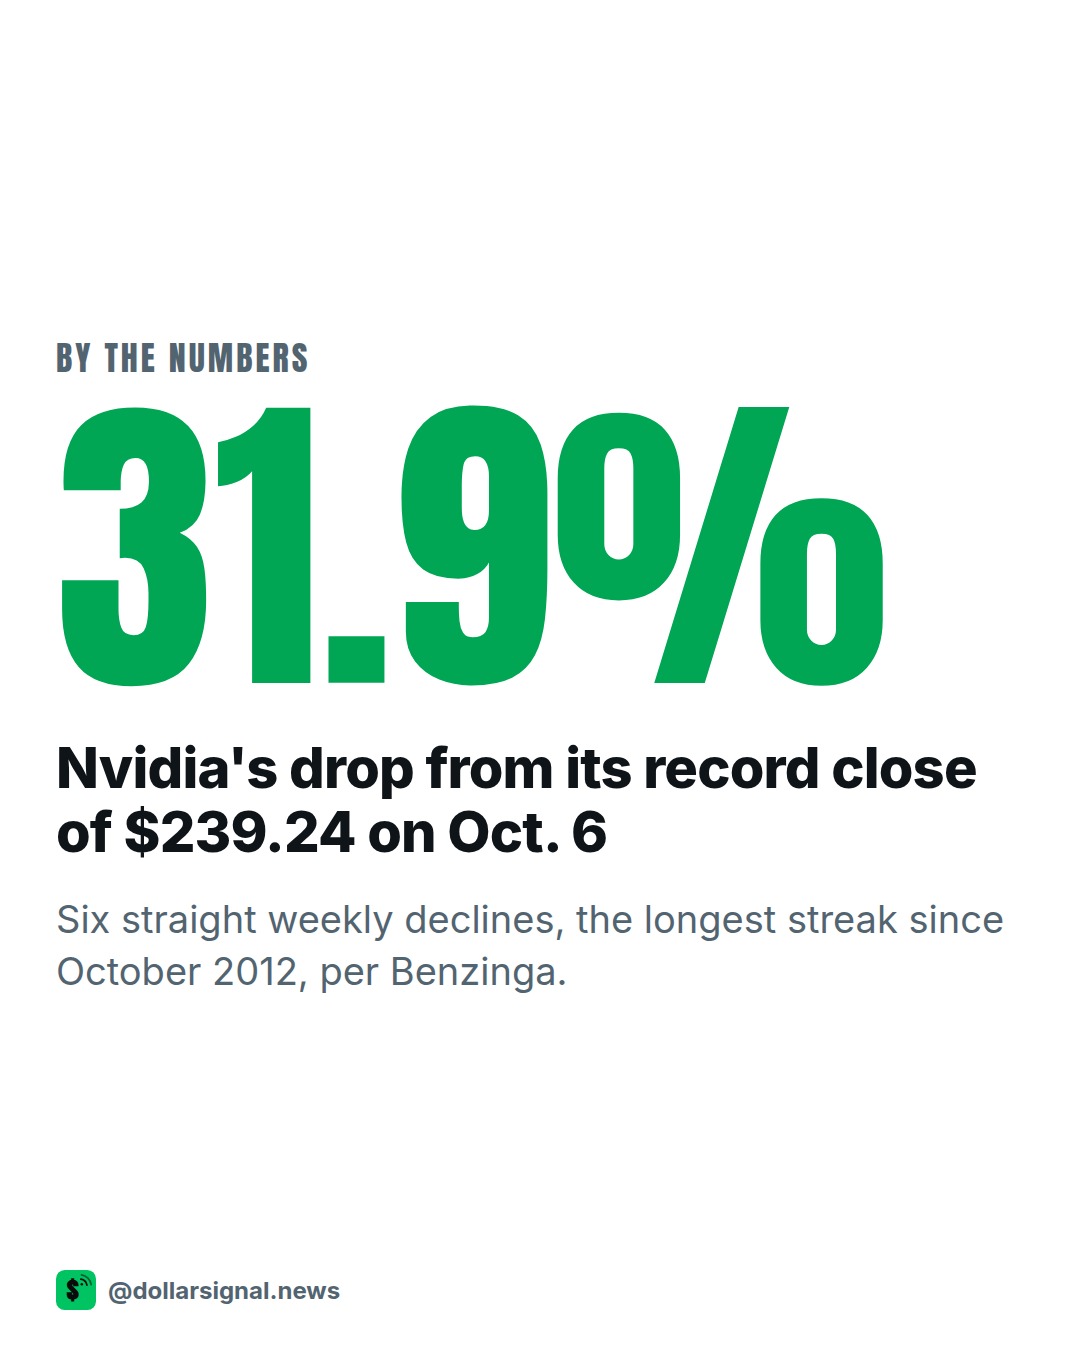 BY THE NUMBERS
31.9%
Nvidia's drop from its record close
of $239.24 on Oct. 6
Six straight weekly declines, the longest streak since
October 2012, per Benzinga.
$ @dollarsignal.news